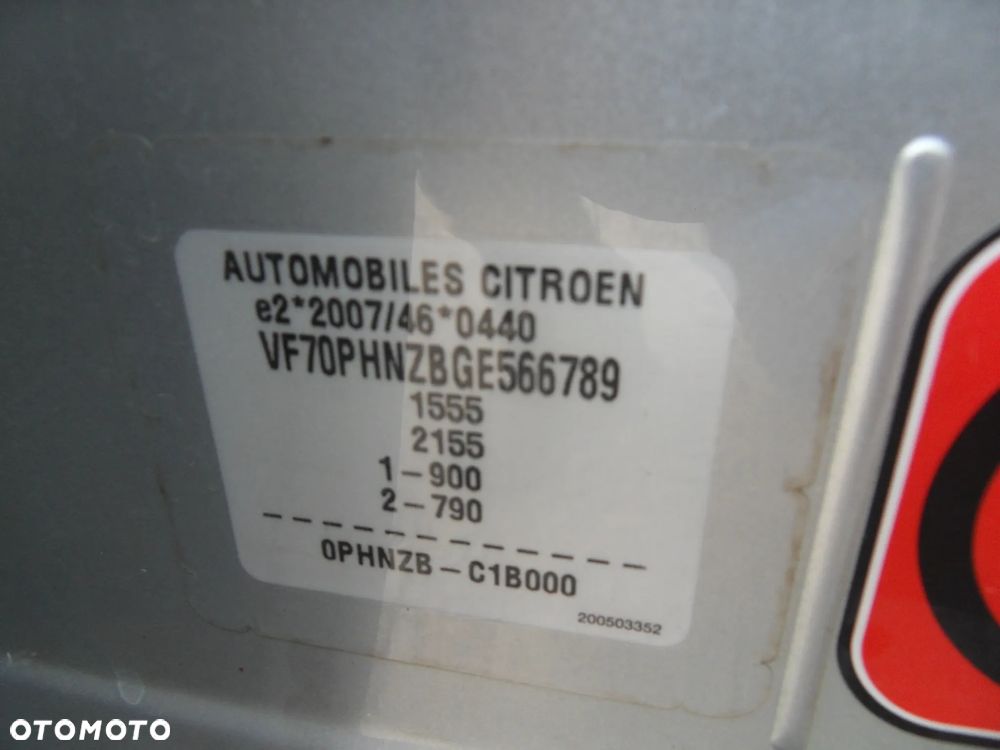 AUTOMOBILES CITROEN
e2*2007/46*0440
VF70PHNZBGE566789
1555
2155
1-900
2-790
0PHNZB-C1B000
200503352
OTOMOTO